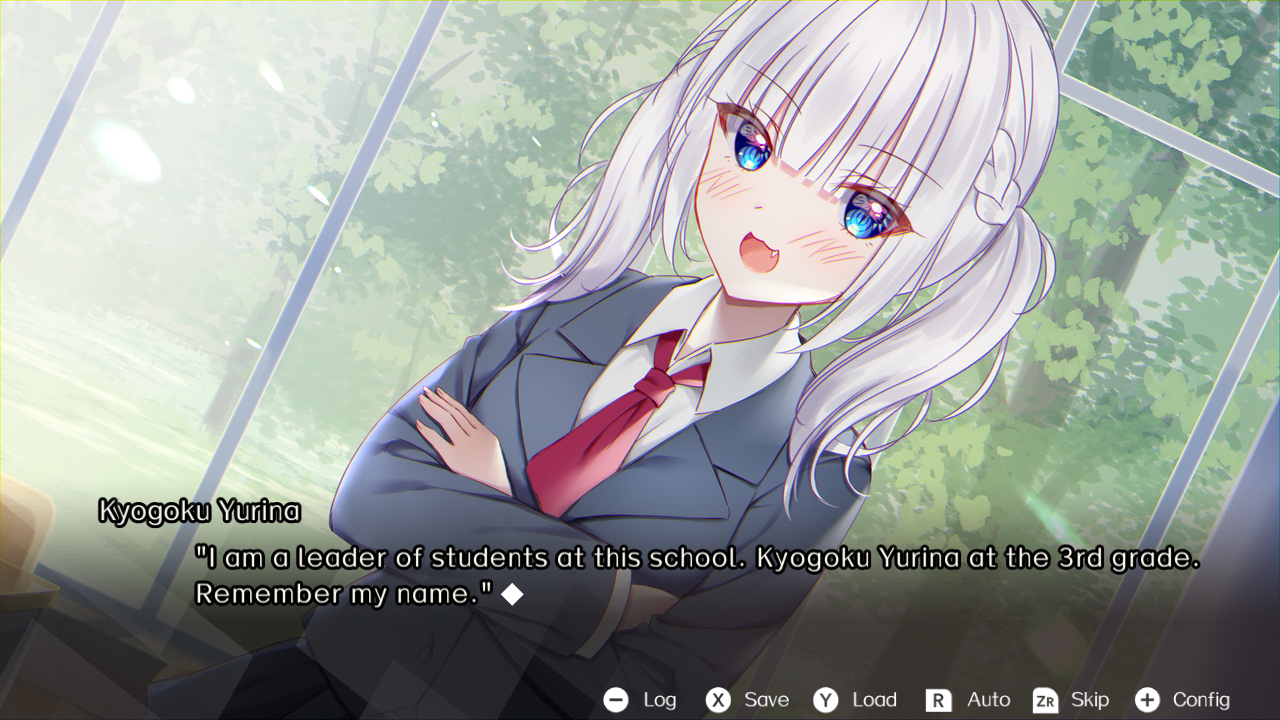 Kyogoku Yurina
"I am a leader of students at this school. Kyogoku Yurina at the 3rd grade.
Remember my name."
− Log X Save Y Load R Auto ZR Skip + Config